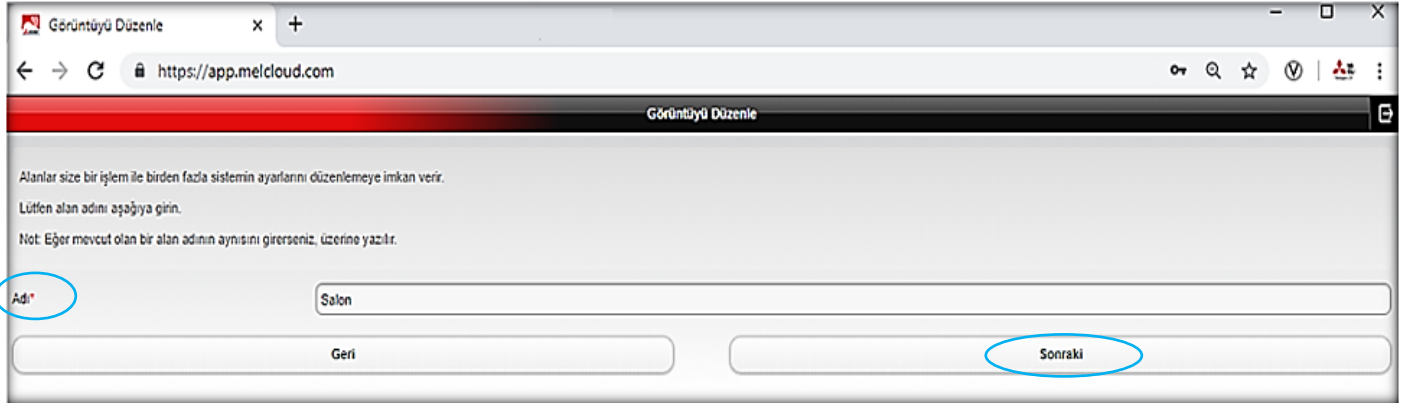 Görüntüyü Düzenle
https://app.melcloud.com
Görüntüyü Düzenle
Alanlar size bir işlem ile birden fazla sistemin ayarlarını düzenlemeye imkan verir.
Lütfen alan adını aşağıya girin.
Not: Eğer mevcut olan bir alan adının aynısını girerseniz, üzerine yazılır.
Adı* Salon
Geri Sonraki